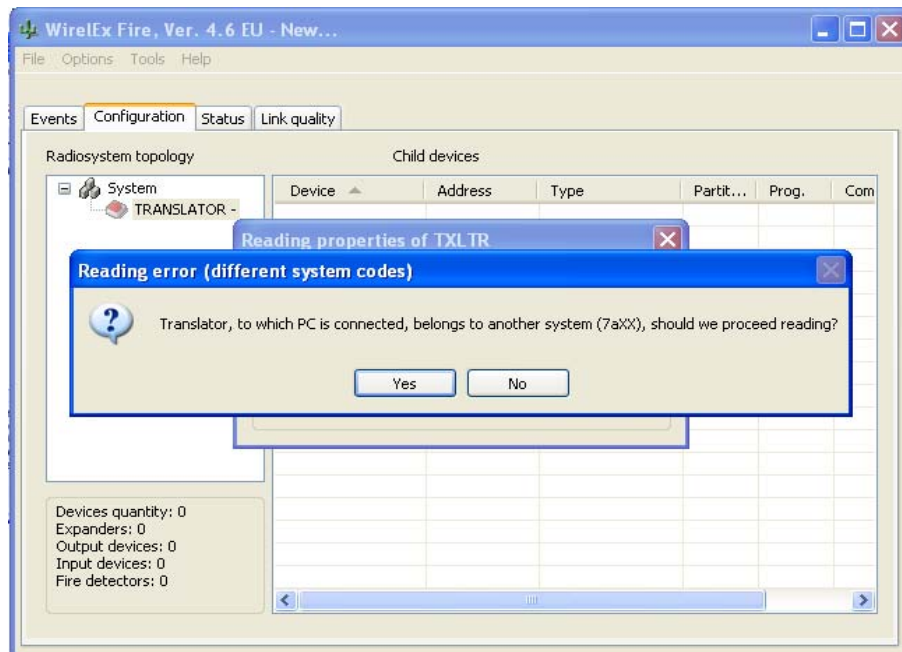 WirelEx Fire, Ver. 4.6 EU - New...
File Options Tools Help
Events Configuration Status Link quality
Radiosystem topology Child devices
System
TRANSLATOR -
Device Address Type Partit... Prog. Com
Reading properties of TXLTR
Reading error (different system codes)
Translator, to which PC is connected, belongs to another system (7aXX), should we proceed reading?
Yes No
Devices quantity: 0
Expanders: 0
Output devices: 0
Input devices: 0
Fire detectors: 0